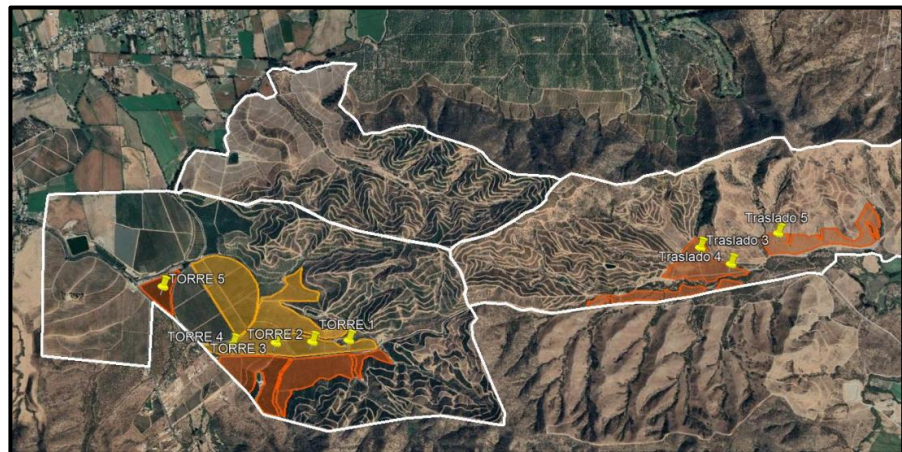 Traslado 5
Traslado 3
Traslado 4
TORRE 5
TORRE 4
TORRE 2
TORRE 1
TORRE 3